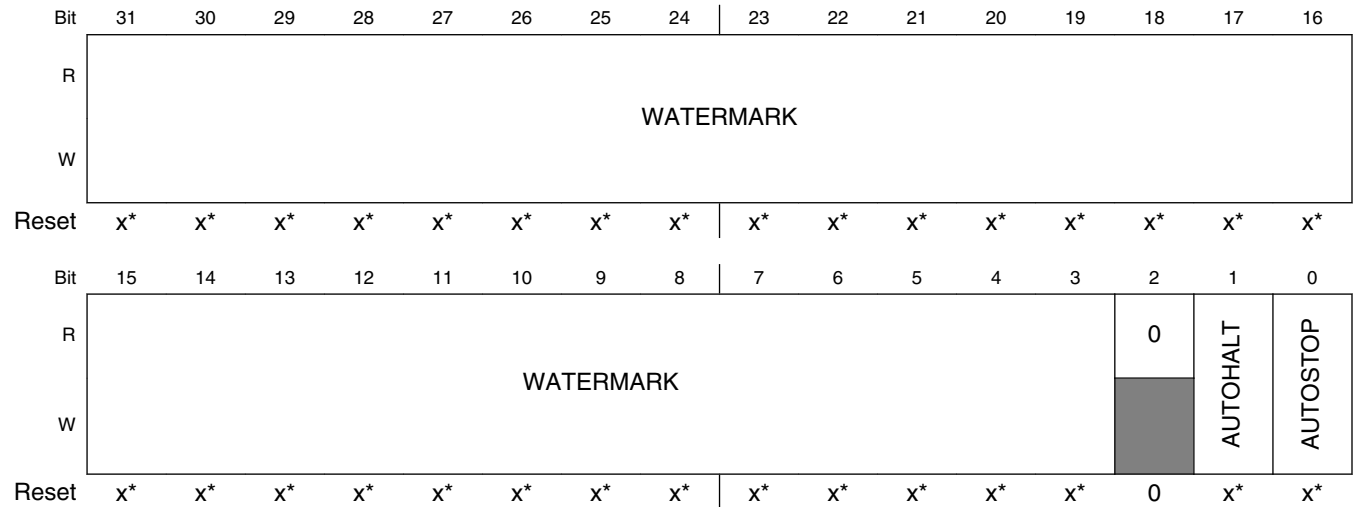 Bit 31 30 29 28 27 26 25 24 23 22 21 20 19 18 17 16
R
WATERMARK
W
Reset x* x* x* x* x* x* x* x* x* x* x* x* x* x* x* x*
Bit 15 14 13 12 11 10 9 8 7 6 5 4 3 2 1 0
R 0
WATERMARK AUTOHALT AUTOSTOP
W
Reset x* x* x* x* x* x* x* x* x* x* x* x* x* 0 x* x*